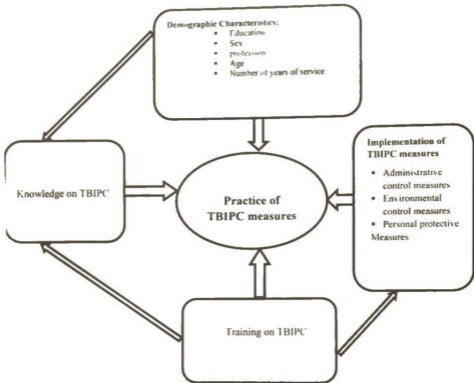 Demographic Characteristics:
• Education
• Sex
• profession
• Age
• Number of years of service
Implementation of
TBIPC measures
• Administrative
control measures
• Environmental
control measures
• Personal protective
Measures
Knowledge on TBIPC
Practice of
TBIPC measures
Training on TBIPC